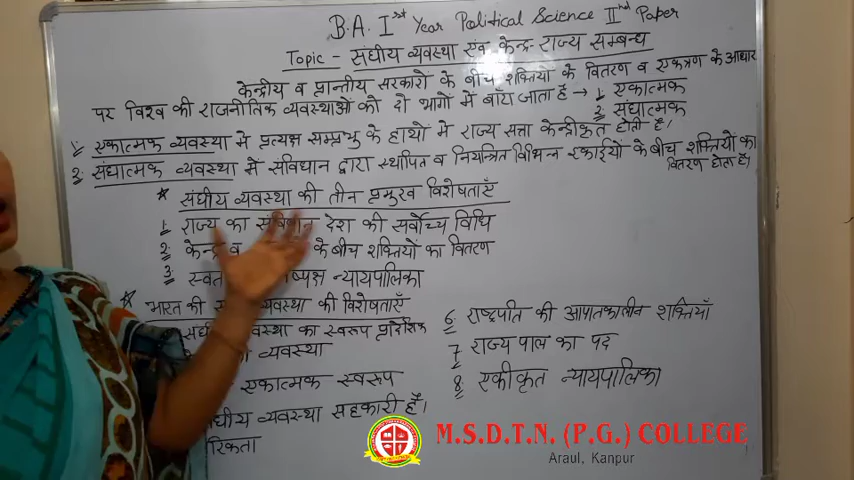 B.A. Ist Year Political Science IInd Paper
Topic - संघीय व्यवस्था एवं केन्द्र-राज्य सम्बन्ध
केन्द्रीय व प्रान्तीय सरकारों के बीच शक्तियों के वितरण व एकत्रण के आधार
पर विश्व की राजनीतिक व्यवस्थाओं को दो भागों में बाँटा जाता है → 1, एकात्मक
2, संघात्मक
1, एकात्मक व्यवस्था में प्रत्यक्ष सम्प्रभु के हाथों में राज्य सत्ता केन्द्रीकृत होती है।
2, संघात्मक व्यवस्था में संविधान द्वारा स्थापित व नियन्त्रित विभिन्न इकाईयों के बीच शक्तियों का
वितरण होता है।
* संघीय व्यवस्था की तीन प्रमुख विशेषताएँ
1, राज्य का संविधान देश की सर्वोच्च विधि
2, केन्द्र व के बीच शक्तियों का वितरण
3, न्यायपालिका
* भारत की व्यवस्था की विशेषताएँ
संघीय व्यवस्था का स्वरूप प्रादेशिक
व्यवस्था
एकात्मक स्वरूप
व्यवस्था सहकारी है।
6, राष्ट्रपति की आपातकालीन शक्तियाँ
7, राज्यपाल का पद
8, एकीकृत न्यायपालिका
M.S.D.T.N. (P.G.) COLLEGE
Araul, Kanpur